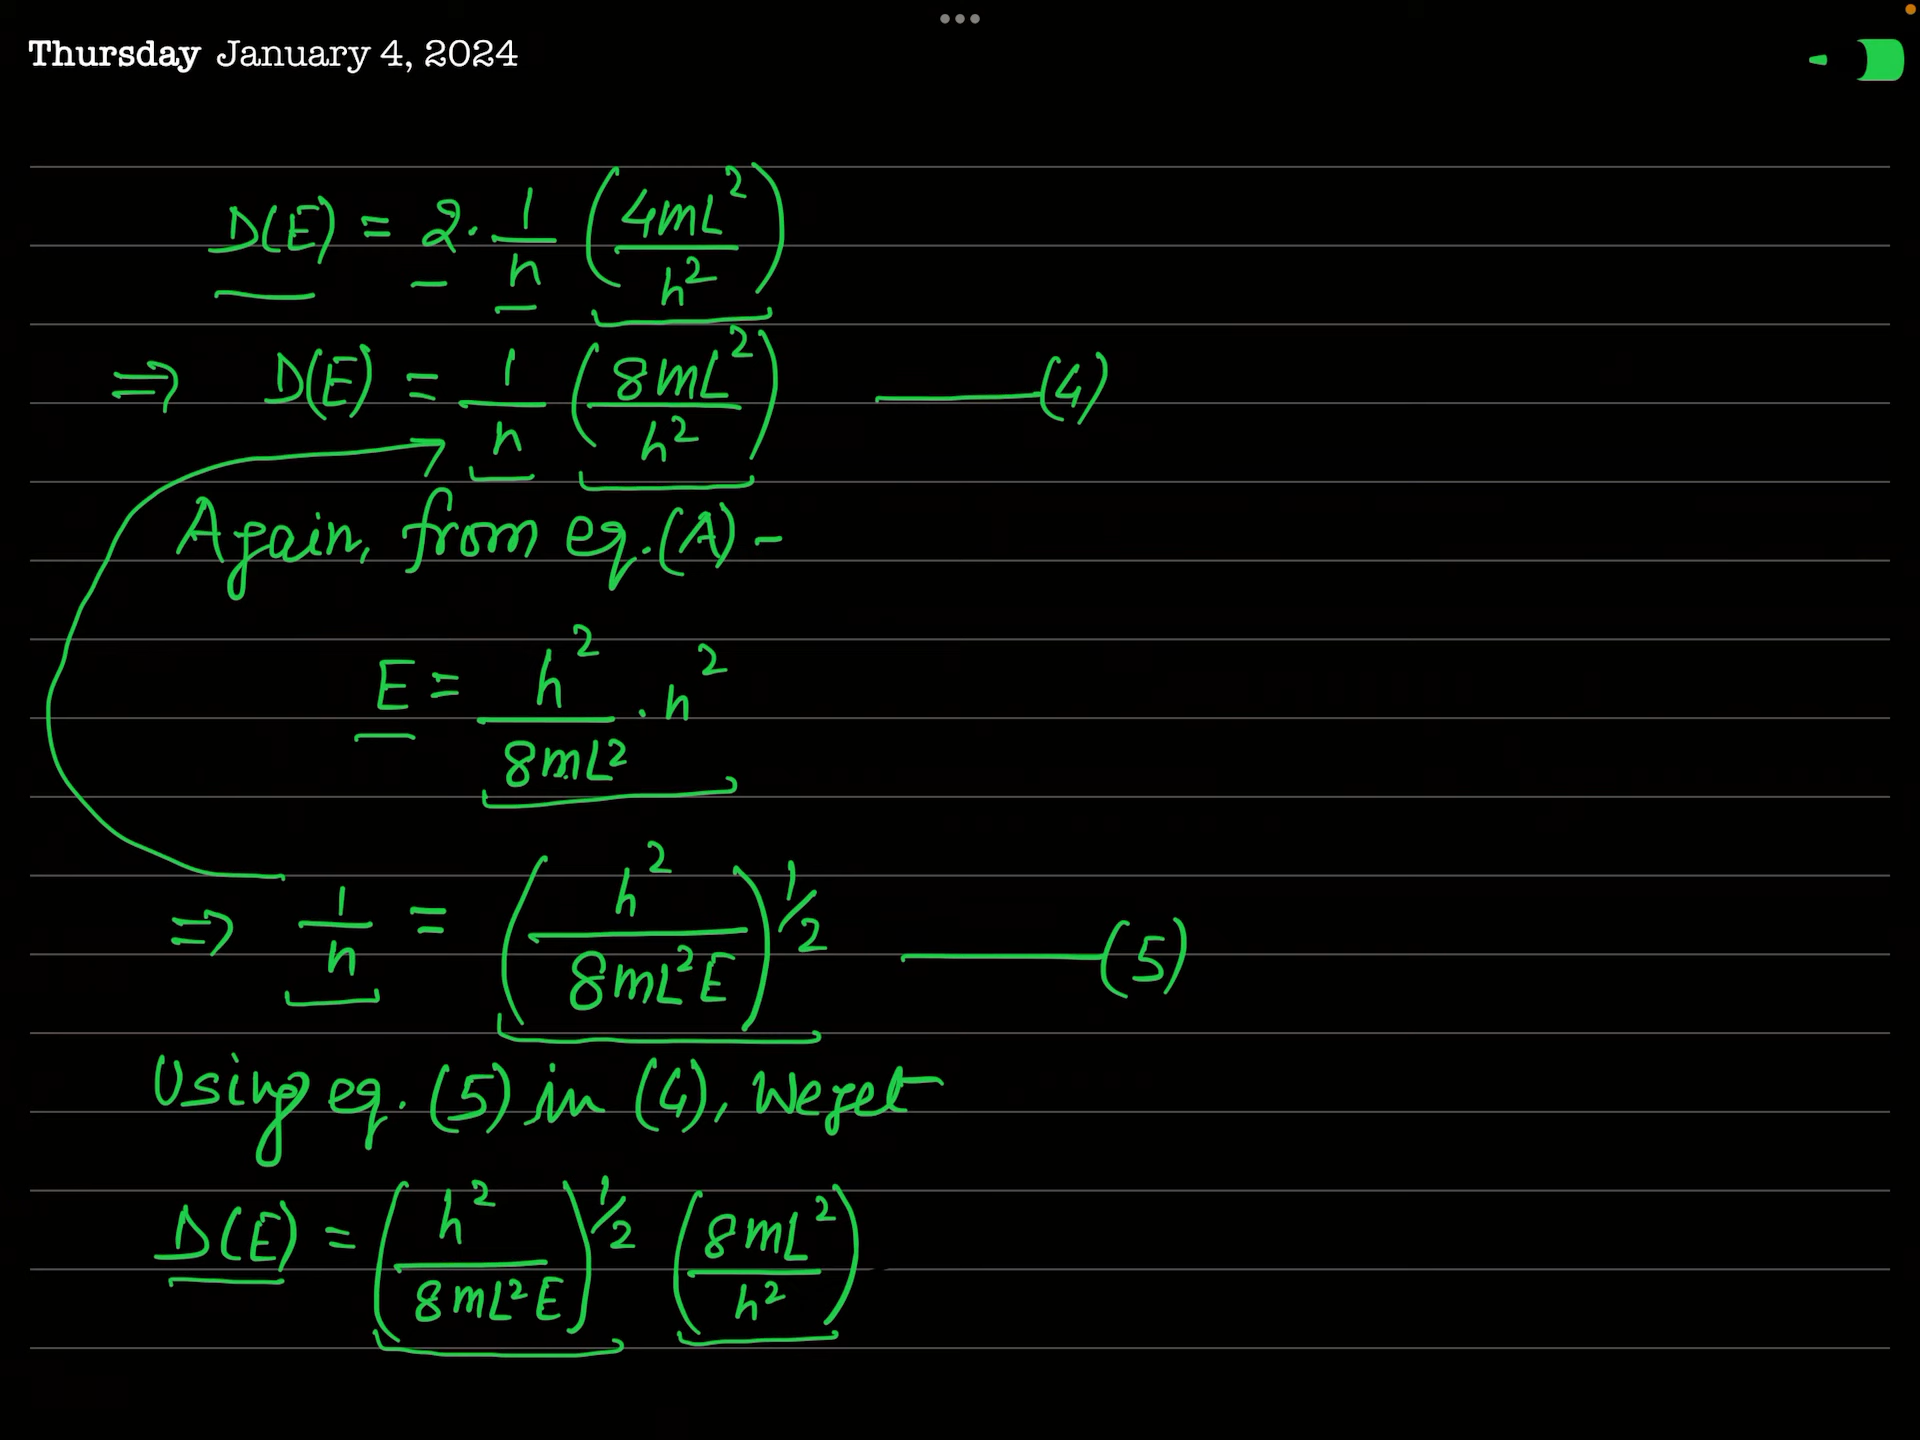 Thursday January 4, 2024
D(E) = 2 · 1/n (4mL²/h²)
⇒ D(E) = 1/n (8mL²/h²) ——(4)
Again, from eq.(A) -
E = h²/8mL² · n²
⇒ 1/n = (h²/8mL²E)^1/2 ——(5)
Using eq. (5) in (4), We get
D(E) = (h²/8mL²E)^1/2 (8mL²/h²)